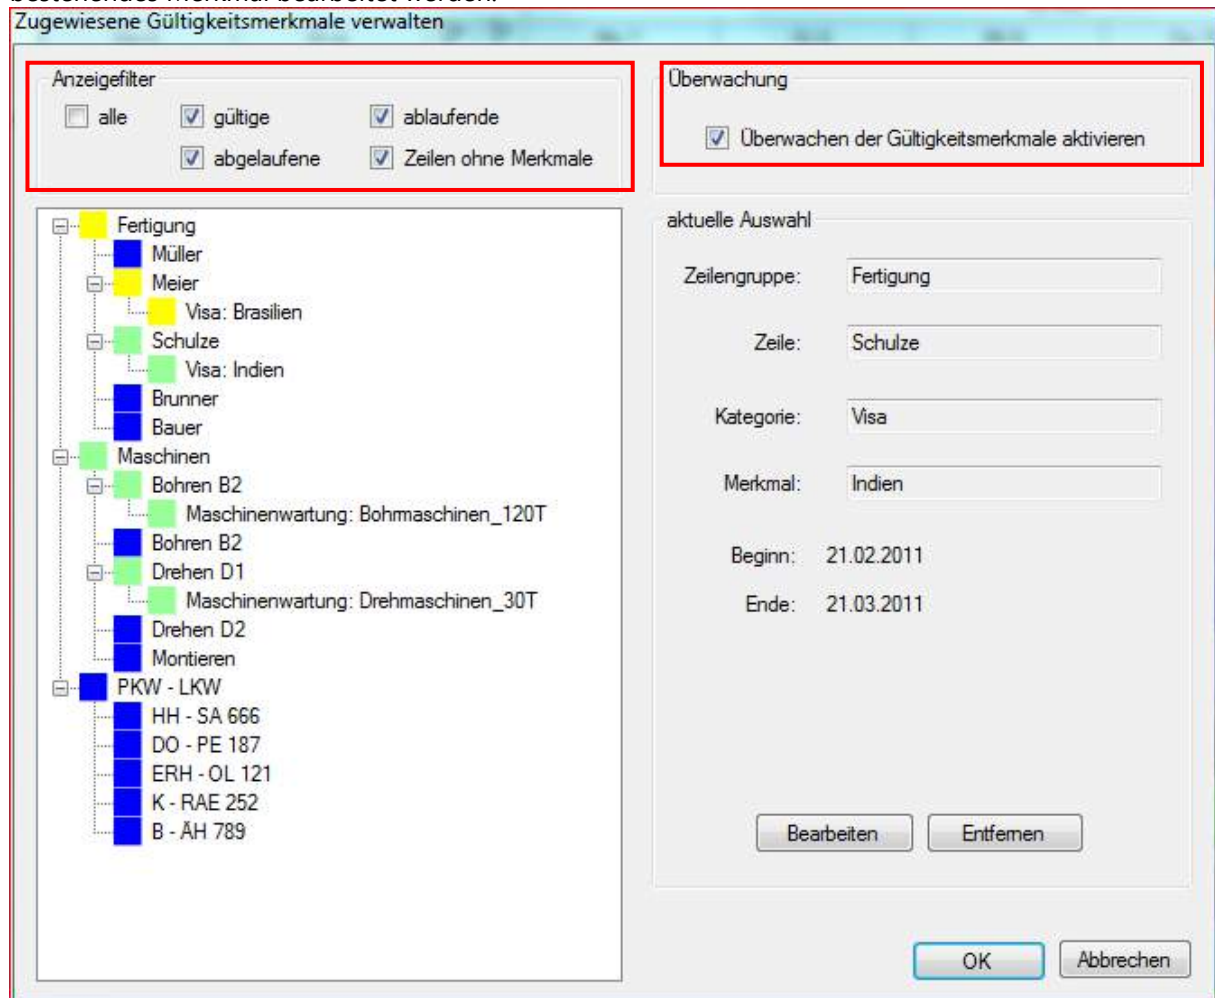 bestehendes Merkmal bearbeitet werden.
Zugewiesene Gültigkeitsmerkmale verwalten
Anzeigefilter
alle gültige ablaufende
abgelaufene Zeilen ohne Merkmale
Überwachung
Überwachen der Gültigkeitsmerkmale aktivieren
Fertigung
Müller
Meier
Visa: Brasilien
Schulze
Visa: Indien
Brunner
Bauer
Maschinen
Bohren B2
Maschinenwartung: Bohrmaschinen_120T
Bohren B2
Drehen D1
Maschinenwartung: Drehmaschinen_30T
Drehen D2
Montieren
PKW - LKW
HH - SA 666
DO - PE 187
ERH - OL 121
K - RAE 252
B - ÄH 789
aktuelle Auswahl
Zeilengruppe: Fertigung
Zeile: Schulze
Kategorie: Visa
Merkmal: Indien
Beginn: 21.02.2011
Ende: 21.03.2011
Bearbeiten Entfernen
OK Abbrechen